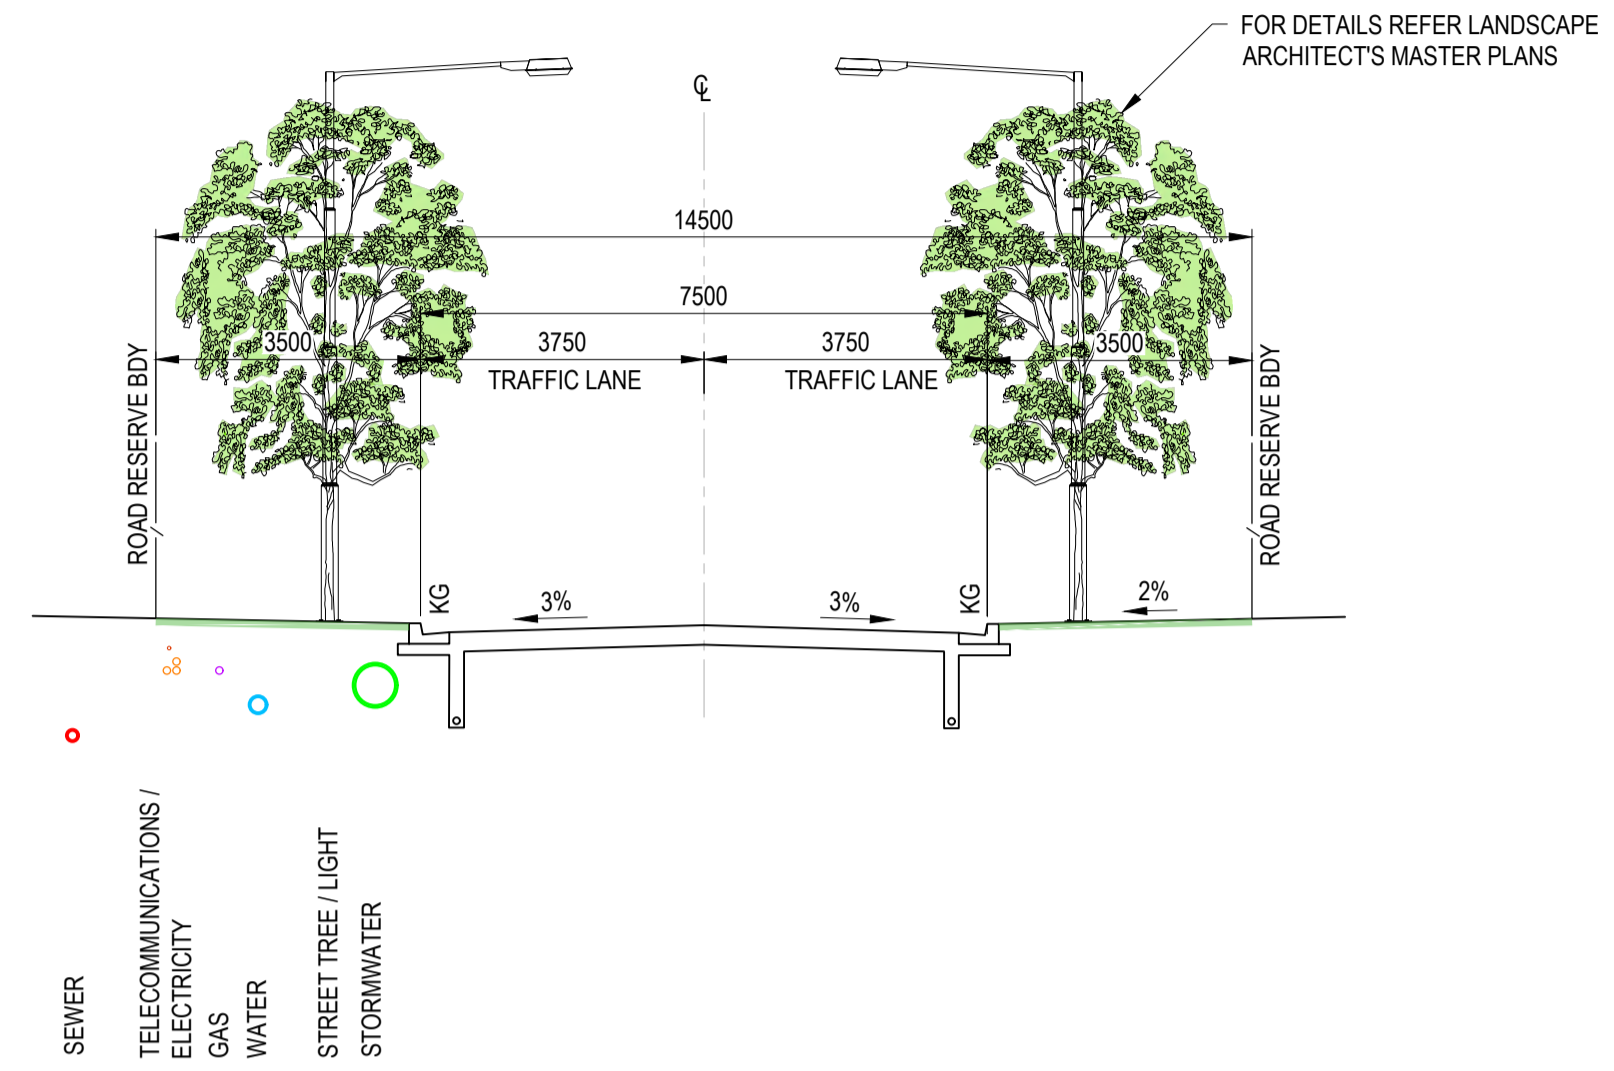 FOR DETAILS REFER LANDSCAPE
ARCHITECT'S MASTER PLANS
℄
14500
7500
3500
3750
3750
3500
TRAFFIC LANE
TRAFFIC LANE
ROAD RESERVE BDY
ROAD RESERVE BDY
KG
KG
3%
3%
2%
SEWER
TELECOMMUNICATIONS /
ELECTRICITY
GAS
WATER
STREET TREE / LIGHT
STORMWATER